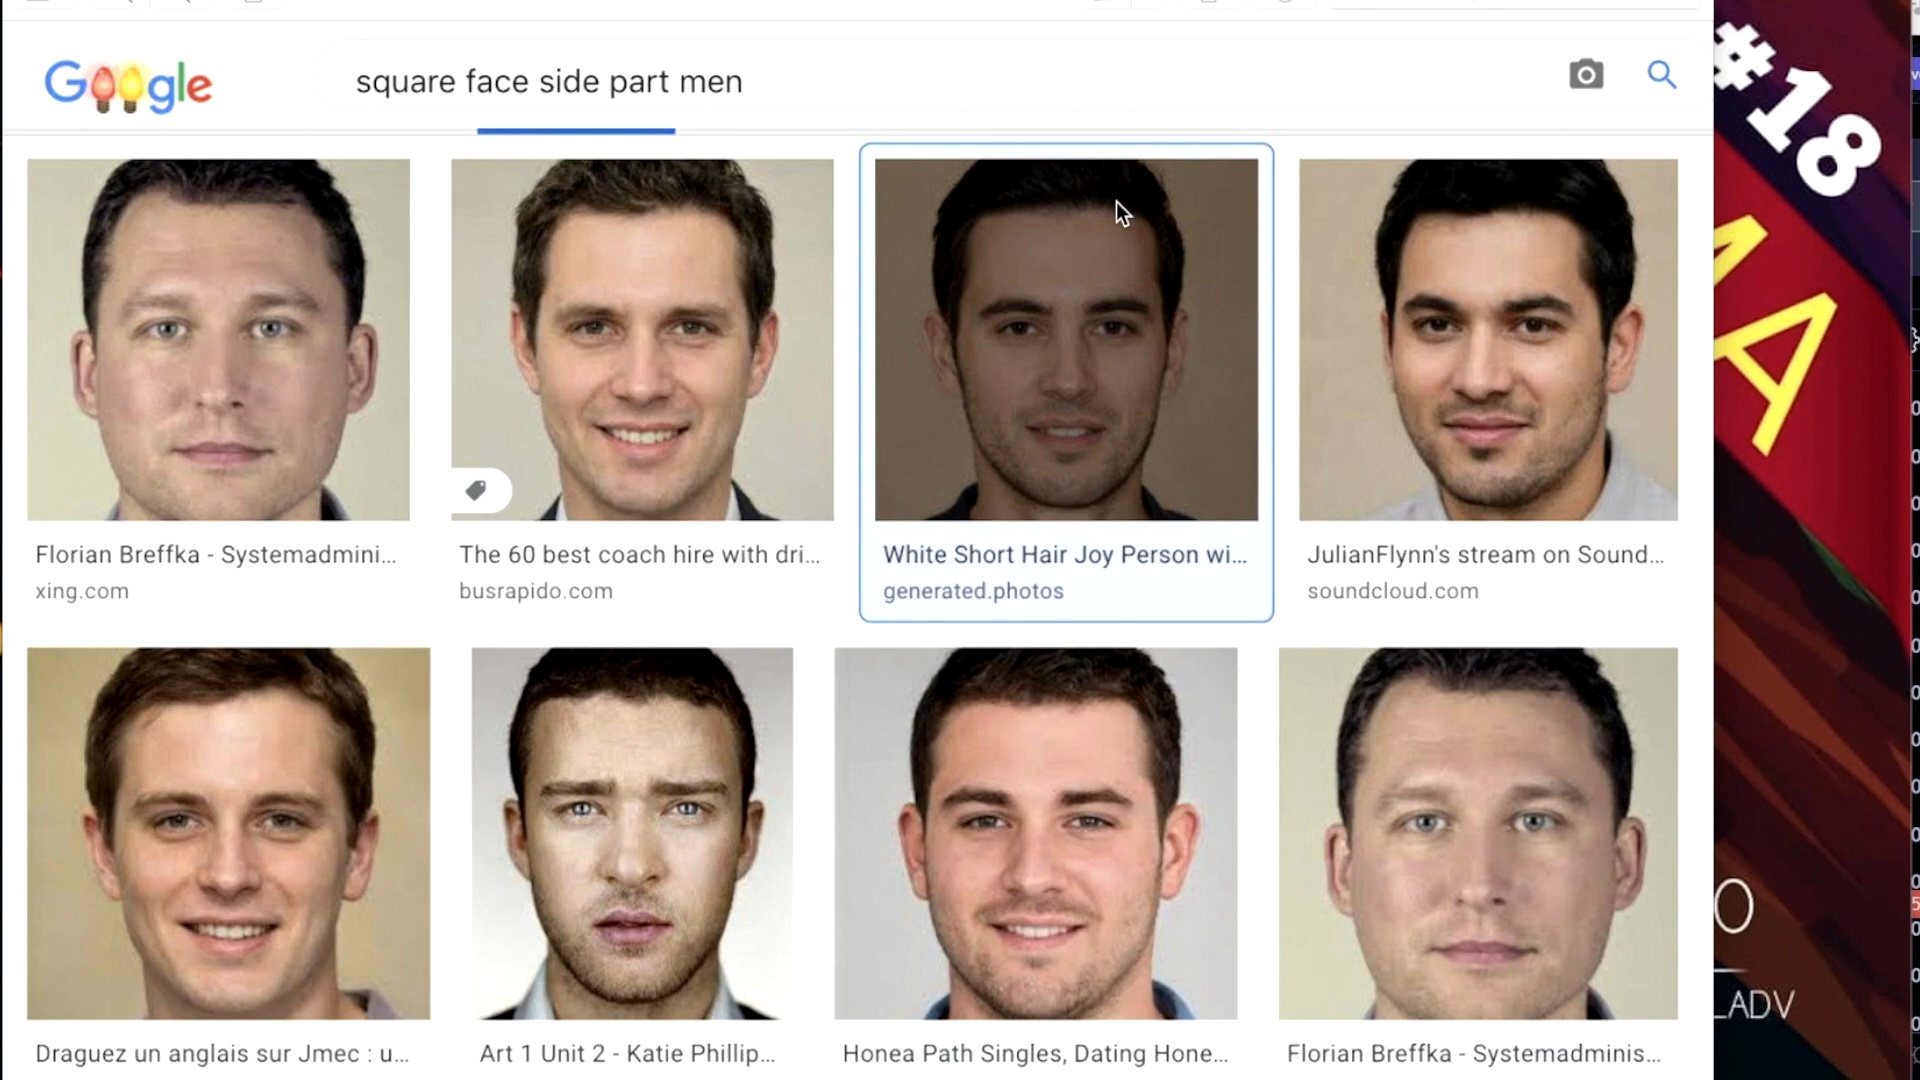 Google
square face side part men
#18
MA
Florian Breffka - Systemadmini...
xing.com
The 60 best coach hire with dri...
busrapido.com
White Short Hair Joy Person wi...
generated.photos
JulianFlynn's stream on Sound...
soundcloud.com
O
LADV
Draguez un anglais sur Jmec : u...
Art 1 Unit 2 - Katie Phillip...
Honea Path Singles, Dating Hone...
Florian Breffka - Systemadminis...